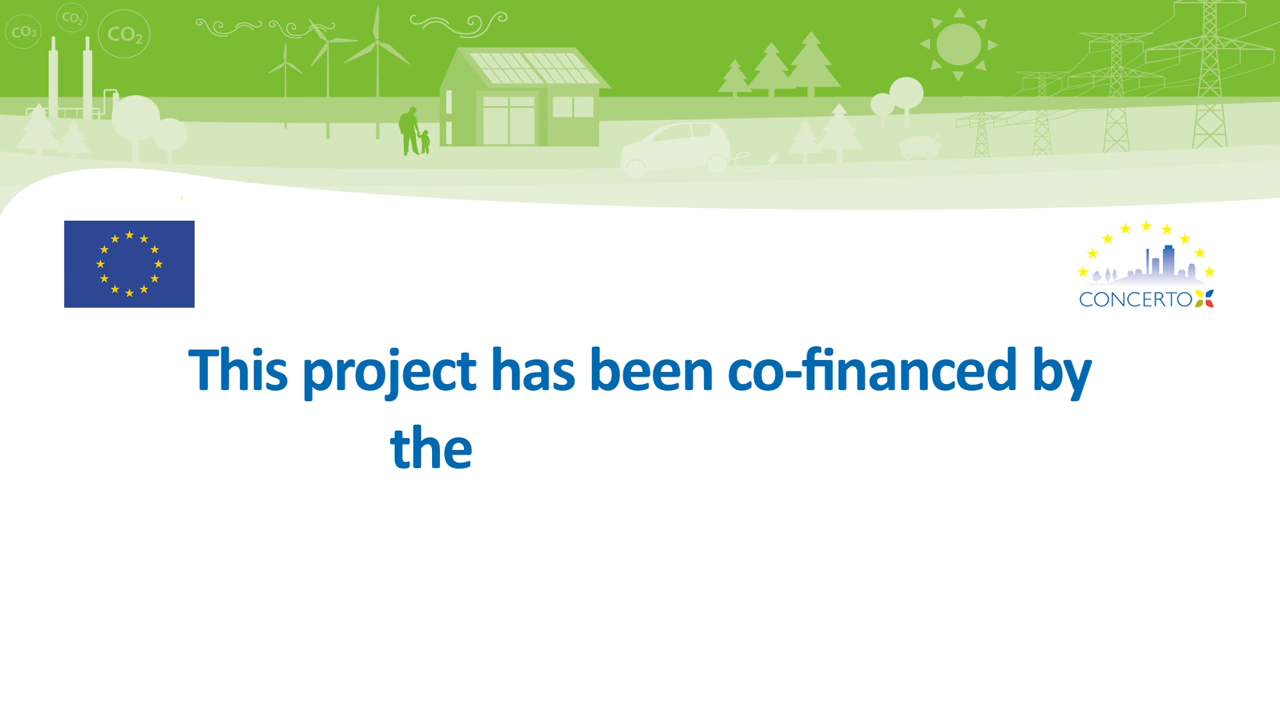 CO₂
CO₂
CO₂
CONCERTO
This project has been co-financed by
the